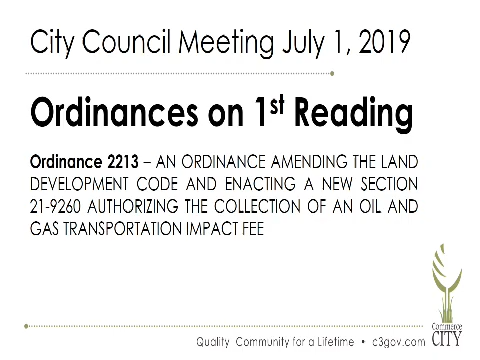 City Council Meeting July 1, 2019
Ordinances on 1st Reading
Ordinance 2213 – AN ORDINANCE AMENDING THE LAND
DEVELOPMENT CODE AND ENACTING A NEW SECTION
21-9260 AUTHORIZING THE COLLECTION OF AN OIL AND
GAS TRANSPORTATION IMPACT FEE
Commerce
CITY
Quality Community for a Lifetime • c3gov.com